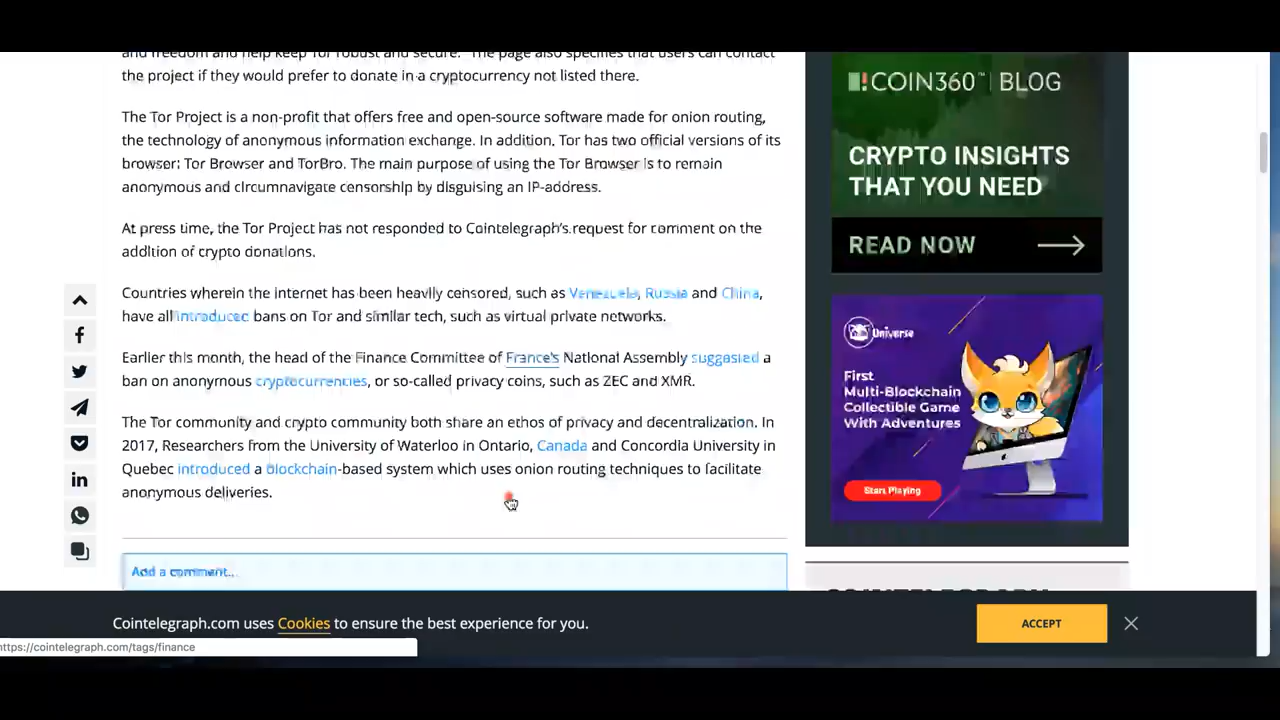 and freedom and help keep Tor robust and secure." The page also specifies that users can contact
the project if they would prefer to donate in a cryptocurrency not listed there.
The Tor Project is a non-profit that offers free and open-source software made for onion routing,
the technology of anonymous information exchange. In addition, Tor has two official versions of its
browser: Tor Browser and TorBro. The main purpose of using the Tor Browser is to remain
anonymous and circumnavigate censorship by disguising an IP-address.
At press time, the Tor Project has not responded to Cointelegraph's request for comment on the
addition of crypto donations.
Countries wherein the internet has been heavily censored, such as Venezuela, Russia and China,
have all introduced bans on Tor and similar tech, such as virtual private networks.
Earlier this month, the head of the Finance Committee of France's National Assembly suggested a
ban on anonymous cryptocurrencies, or so-called privacy coins, such as ZEC and XMR.
The Tor community and crypto community both share an ethos of privacy and decentralization. In
2017, Researchers from the University of Waterloo in Ontario, Canada and Concordia University in
Quebec introduced a blockchain-based system which uses onion routing techniques to facilitate
anonymous deliveries.
Add a comment...
COIN360™ | BLOG
CRYPTO INSIGHTS
THAT YOU NEED
READ NOW
Universe
First
Multi-Blockchain
Collectible Game
With Adventures
Start Playing
COINTELEGRAPH
Cointelegraph.com uses Cookies to ensure the best experience for you.
ACCEPT
https://cointelegraph.com/tags/finance